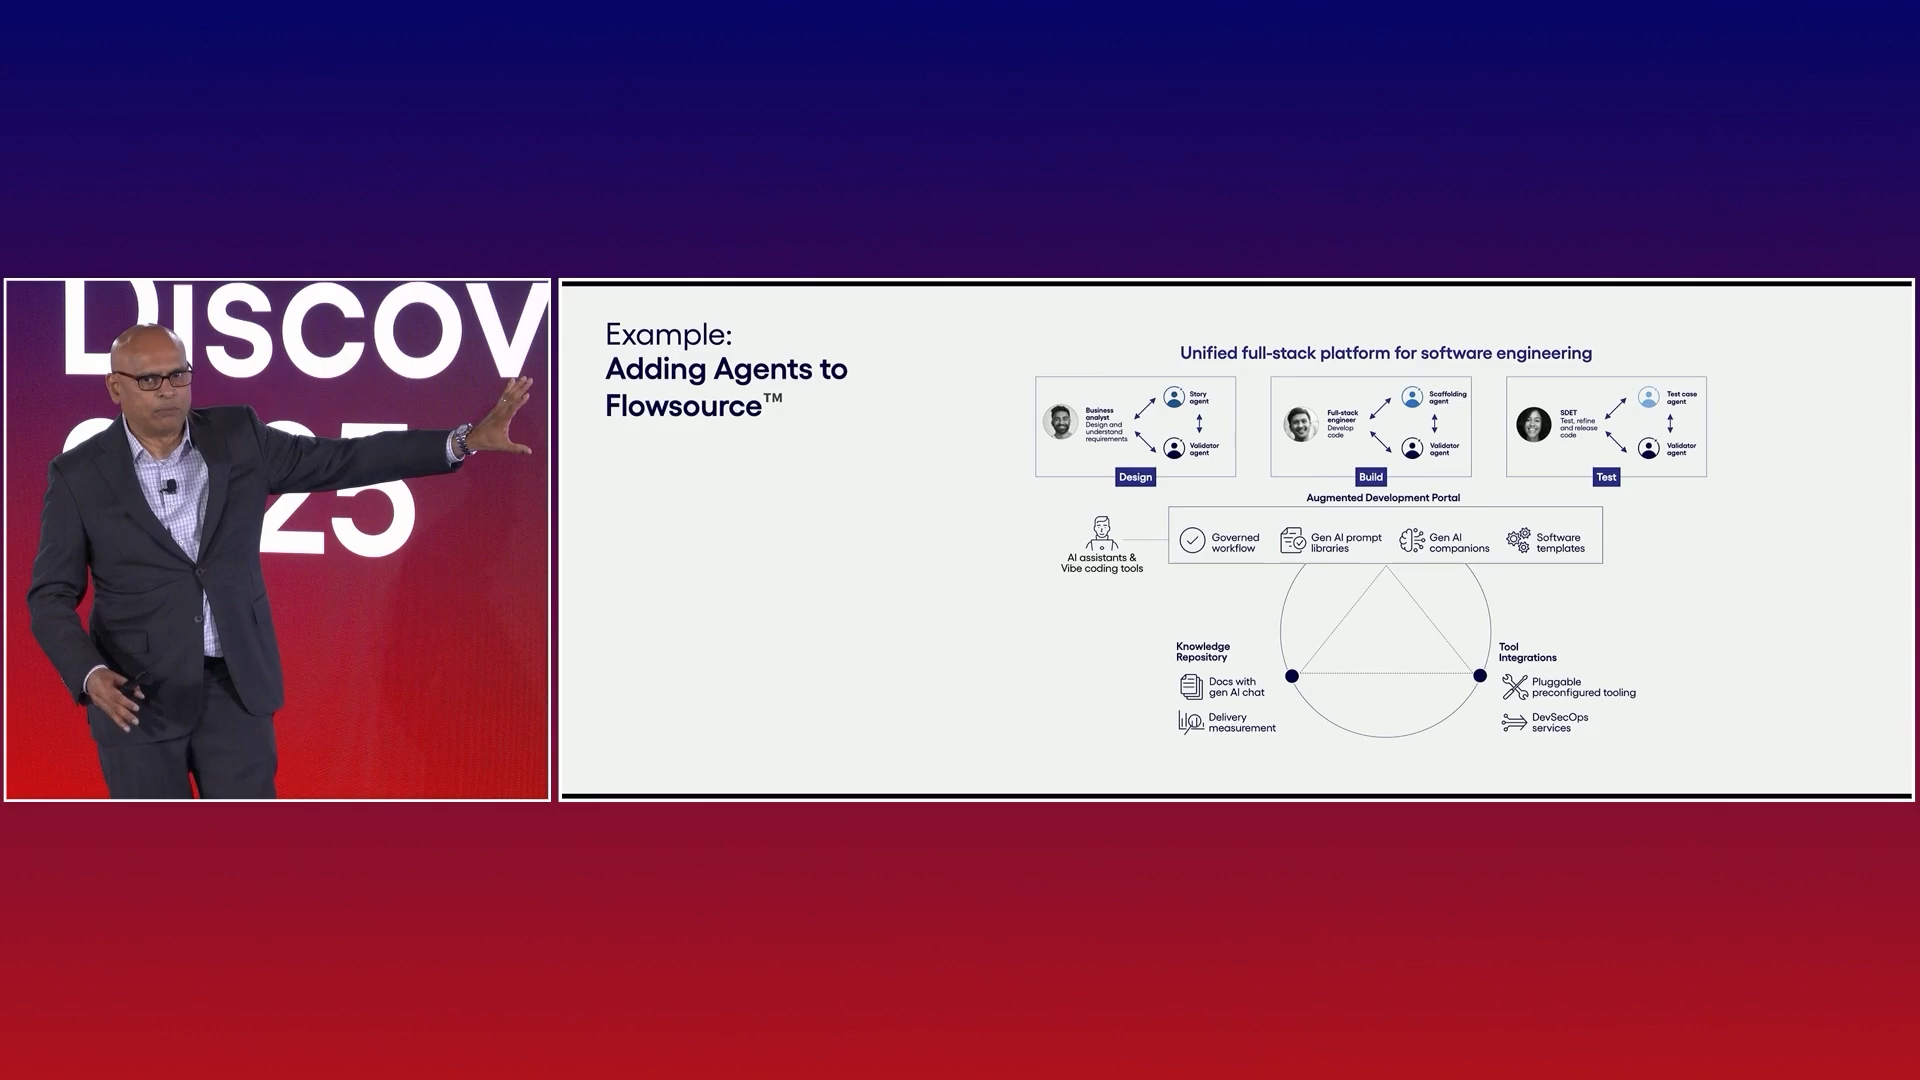 Discov
2025
Example:
Adding Agents to
Flowsource™
Unified full-stack platform for software engineering
Business
analyst
Design and
understand
requirements
Story
agent
Validator
agent
Design
Full-stack
engineer
Develop
code
Scaffolding
agent
Validator
agent
Build
SDET
Test, refine
and release
code
Test case
agent
Validator
agent
Test
Augmented Development Portal
AI assistants &
Vibe coding tools
Governed
workflow
Gen AI prompt
libraries
Gen AI
companions
Software
templates
Knowledge
Repository
Docs with
gen AI chat
Delivery
measurement
Tool
Integrations
Pluggable
preconfigured tooling
DevSecOps
services